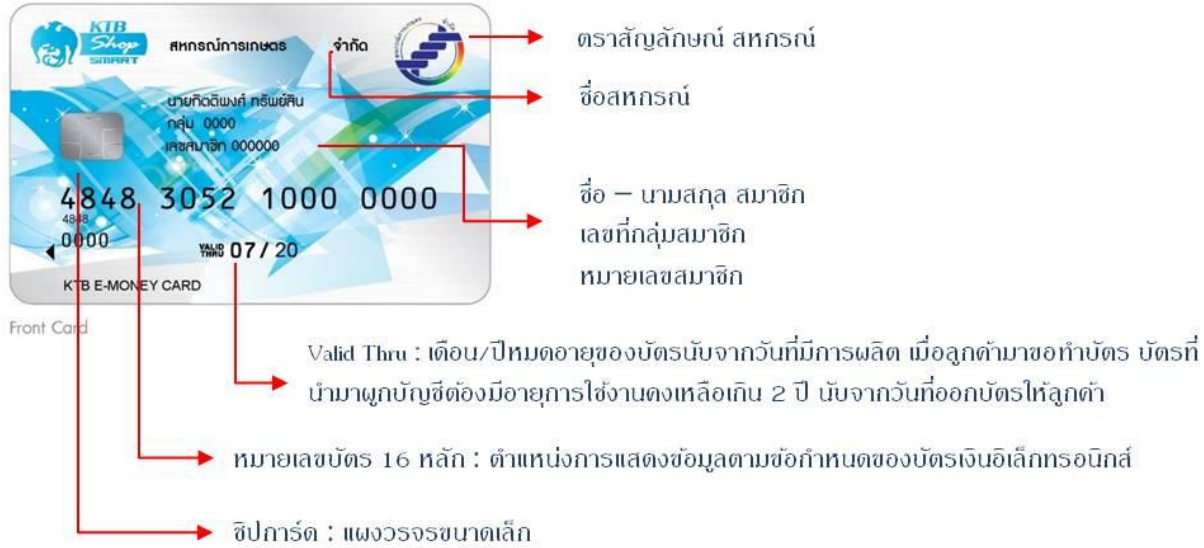 KTB
Shop
SMART
สหกรณ์การเกษตร จำกัด
ตราสัญลักษณ์ สหกรณ์
ชื่อสหกรณ์
นายกิตติพงศ์ ทรัพย์สิน
กลุ่ม 0000
เลขสมาชิก 000000
ชื่อ – นามสกุล สมาชิก
เลขที่กลุ่มสมาชิก
หมายเลขสมาชิก
4848 3052 1000 0000
4848
0000
VALID THRU 07/20
KTB E-MONEY CARD
Front Card
Valid Thru : เดือน/ปีหมดอายุของบัตรนับจากวันที่มีการผลิต เมื่อลูกค้ามาขอทำบัตร บัตรที่
นำมาผูกบัญชีต้องมีอายุการใช้งานคงเหลือเกิน 2 ปี นับจากวันที่ออกบัตรให้ลูกค้า
หมายเลขบัตร 16 หลัก : ตำแหน่งการแสดงข้อมูลตามข้อกำหนดของบัตรเงินอิเล็กทรอนิกส์
ชิปการ์ด : แผงวรจรขนาดเล็ก